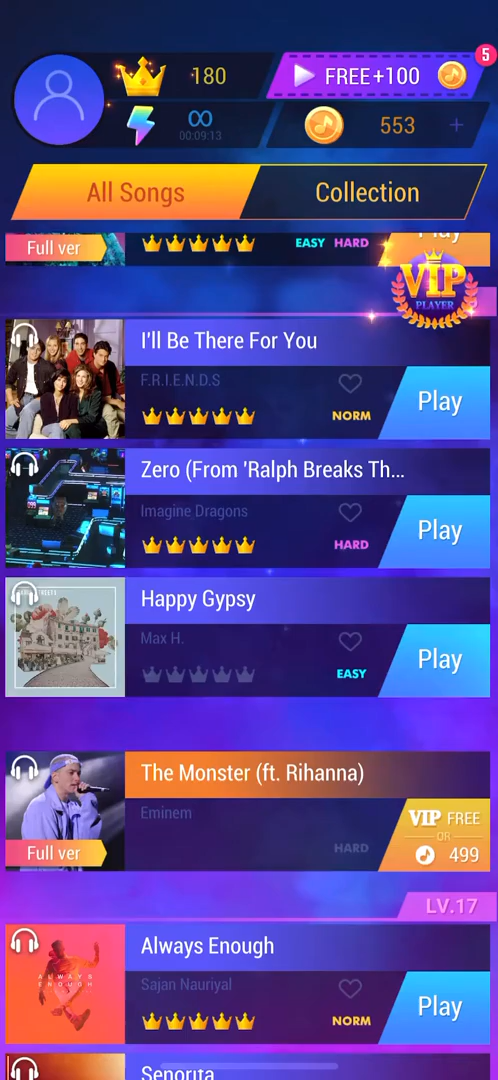 5
180
FREE+100
∞
00:09:13
553
+
All Songs
Collection
Full ver
EASY HARD
Play
VIP
PLAYER
I'll Be There For You
F.R.I.E.N.D.S
NORM
Play
Zero (From 'Ralph Breaks Th...
Imagine Dragons
HARD
Play
Happy Gypsy
Max H.
EASY
Play
The Monster (ft. Rihanna)
Eminem
Full ver
HARD
VIP FREE
OR
499
LV.17
Always Enough
Sajan Nauriyal
ALWAYS
ENOUGH
NORM
Play
Senorita